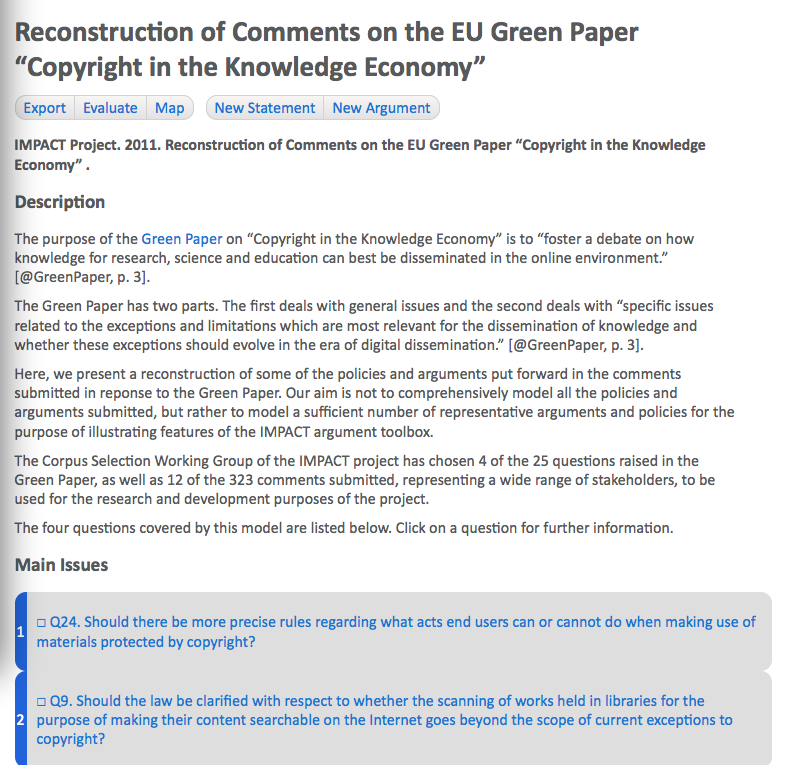 Reconstruction of Comments on the EU Green Paper
“Copyright in the Knowledge Economy”
Export Evaluate Map New Statement New Argument
IMPACT Project. 2011. Reconstruction of Comments on the EU Green Paper “Copyright in the Knowledge
Economy” .
Description
The purpose of the Green Paper on “Copyright in the Knowledge Economy” is to “foster a debate on how
knowledge for research, science and education can best be disseminated in the online environment.”
[@GreenPaper, p. 3].
The Green Paper has two parts. The first deals with general issues and the second deals with “specific issues
related to the exceptions and limitations which are most relevant for the dissemination of knowledge and
whether these exceptions should evolve in the era of digital dissemination.” [@GreenPaper, p. 3].
Here, we present a reconstruction of some of the policies and arguments put forward in the comments
submitted in reponse to the Green Paper. Our aim is not to comprehensively model all the policies and
arguments submitted, but rather to model a sufficient number of representative arguments and policies for the
purpose of illustrating features of the IMPACT argument toolbox.
The Corpus Selection Working Group of the IMPACT project has chosen 4 of the 25 questions raised in the
Green Paper, as well as 12 of the 323 comments submitted, representing a wide range of stakeholders, to be
used for the research and development purposes of the project.
The four questions covered by this model are listed below. Click on a question for further information.
Main Issues
1 □ Q24. Should there be more precise rules regarding what acts end users can or cannot do when making use of
materials protected by copyright?
□ Q9. Should the law be clarified with respect to whether the scanning of works held in libraries for the
2 purpose of making their content searchable on the Internet goes beyond the scope of current exceptions to
copyright?